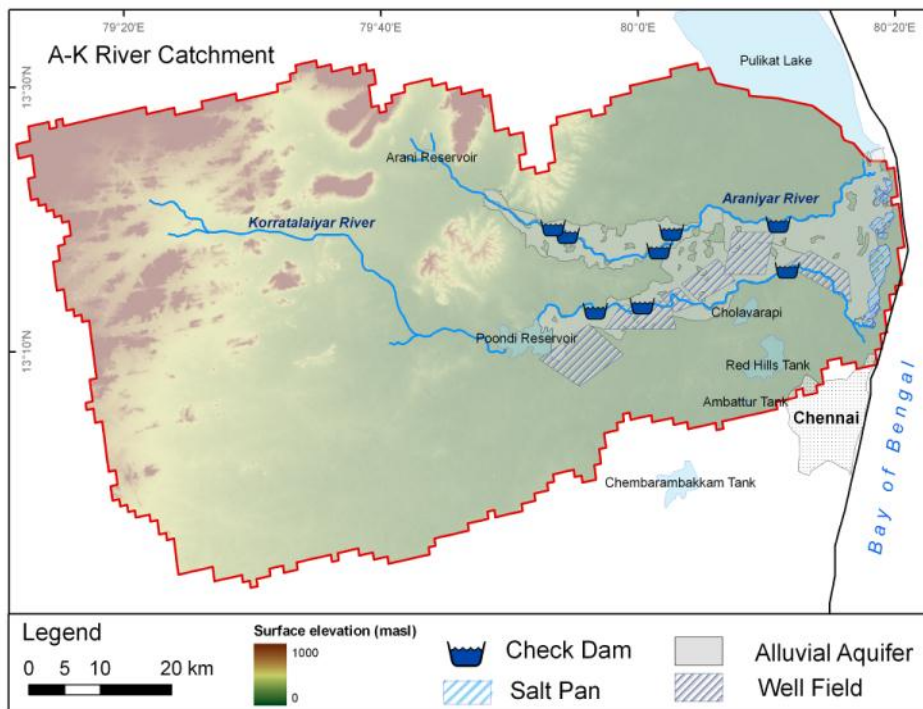 79°20'E
79°40'E
80°0'E
80°20'E
A-K River Catchment
Pulikat Lake
13°30'N
Arani Reservoir
Araniyar River
Korratalaiyar River
Cholavarapi
13°10'N
Poondi Reservoir
Red Hills Tank
Ambattur Tank
Chennai
Chembarambakkam Tank
Bay of Bengal
Legend
0 5 10 20 km
Surface elevation (masl)
1000
0
Check Dam
Salt Pan
Alluvial Aquifer
Well Field